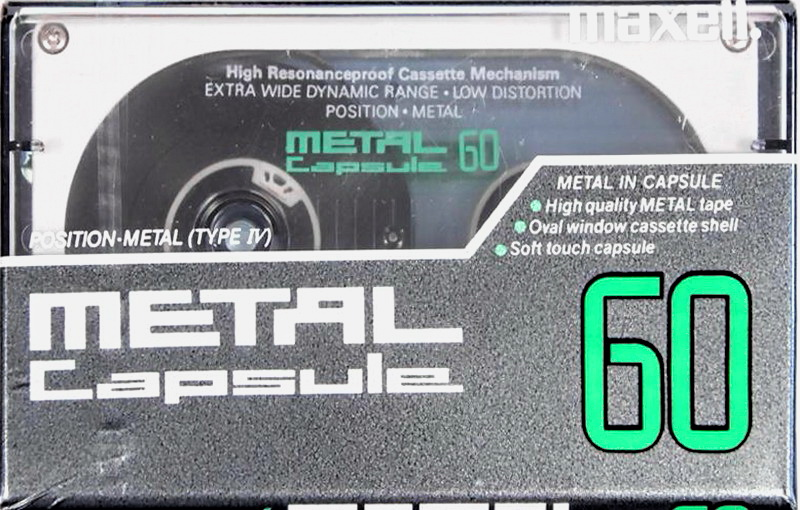 maxell.
High Resonanceproof Cassette Mechanism
EXTRA WIDE DYNAMIC RANGE • LOW DISTORTION
POSITION • METAL
METAL
Capsule 60
METAL IN CAPSULE
• High quality METAL tape
• Oval window cassette shell
• Soft touch capsule
POSITION•METAL (TYPE IV)
METAL
Capsule
60